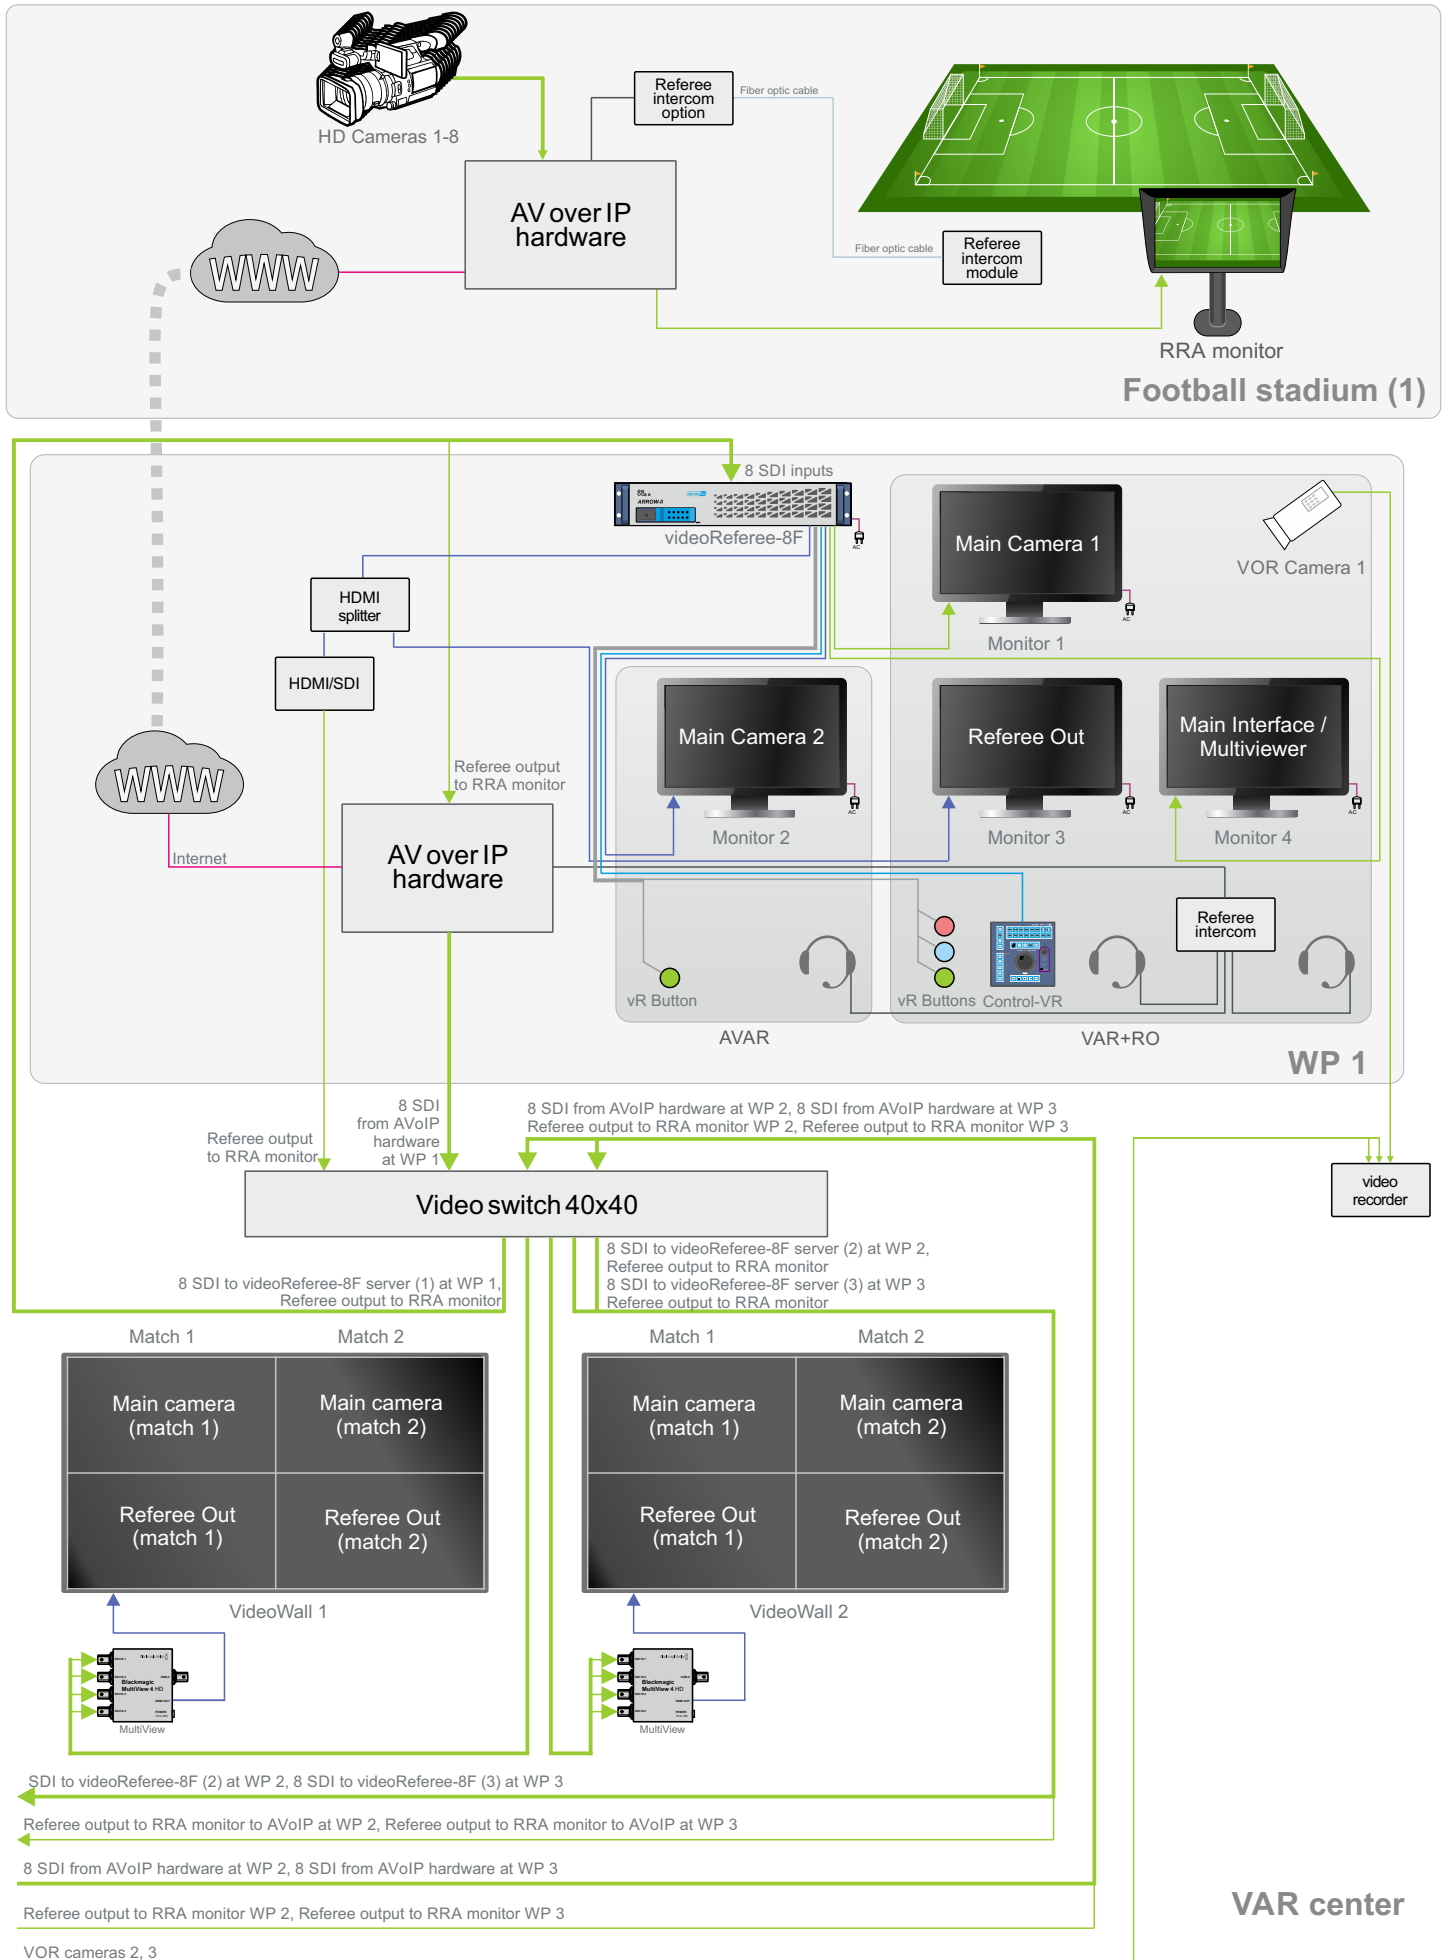 Referee
intercom
option
Fiber optic cable
HD Cameras 1-8
AV over IP
hardware
WWW
Fiber optic cable
Referee
intercom
module
RRA monitor
Football stadium (1)
8 SDI inputs
ARROW-II
videoReferee-8F
AC
Main Camera 1
AC
Monitor 1
VOR Camera 1
HDMI
splitter
HDMI/SDI
Main Camera 2
AC
Monitor 2
Referee Out
AC
Monitor 3
Main Interface /
Multiviewer
AC
Monitor 4
WWW
Referee output
to RRA monitor
Internet
AV over IP
hardware
Referee
intercom
vR Button
vR Buttons
Control-VR
AVAR
VAR+RO
WP 1
8 SDI
from AVoIP
hardware
at WP 1
Referee output
to RRA monitor
8 SDI from AVoIP hardware at WP 2, 8 SDI from AVoIP hardware at WP 3
Referee output to RRA monitor WP 2, Referee output to RRA monitor WP 3
video
recorder
Video switch 40x40
8 SDI to videoReferee-8F server (2) at WP 2,
Referee output to RRA monitor
8 SDI to videoReferee-8F server (3) at WP 3
Referee output to RRA monitor
8 SDI to videoReferee-8F server (1) at WP 1,
Referee output to RRA monitor
Match 1
Match 2
Main camera
(match 1)
Main camera
(match 2)
Referee Out
(match 1)
Referee Out
(match 2)
VideoWall 1
Match 1
Match 2
Main camera
(match 1)
Main camera
(match 2)
Referee Out
(match 1)
Referee Out
(match 2)
VideoWall 2
Blackmagic
MultiView 4 HD
MultiView
Blackmagic
MultiView 4 HD
MultiView
SDI to videoReferee-8F (2) at WP 2, 8 SDI to videoReferee-8F (3) at WP 3
Referee output to RRA monitor to AVoIP at WP 2, Referee output to RRA monitor to AVoIP at WP 3
8 SDI from AVoIP hardware at WP 2, 8 SDI from AVoIP hardware at WP 3
Referee output to RRA monitor WP 2, Referee output to RRA monitor WP 3
VOR cameras 2, 3
VAR center